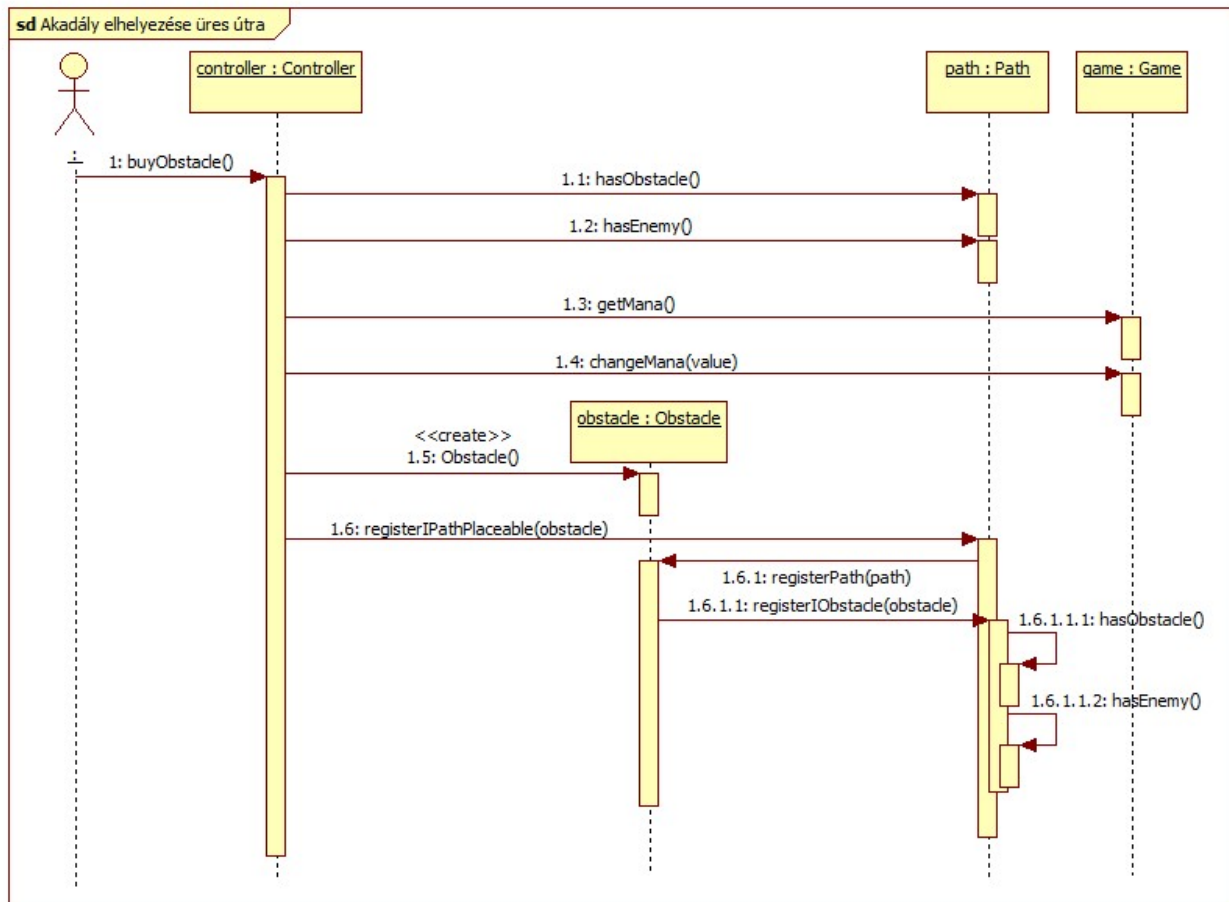 sd Akadály elhelyezése üres útra
controller : Controller
path : Path
game : Game
:
1: buyObstacle()
1.1: hasObstacle()
1.2: hasEnemy()
1.3: getMana()
1.4: changeMana(value)
obstacle : Obstacle
<<create>>
1.5: Obstacle()
1.6: registerIPathPlaceable(obstacle)
1.6.1: registerPath(path)
1.6.1.1: registerIObstacle(obstacle)
1.6.1.1.1: hasObstacle()
1.6.1.1.2: hasEnemy()